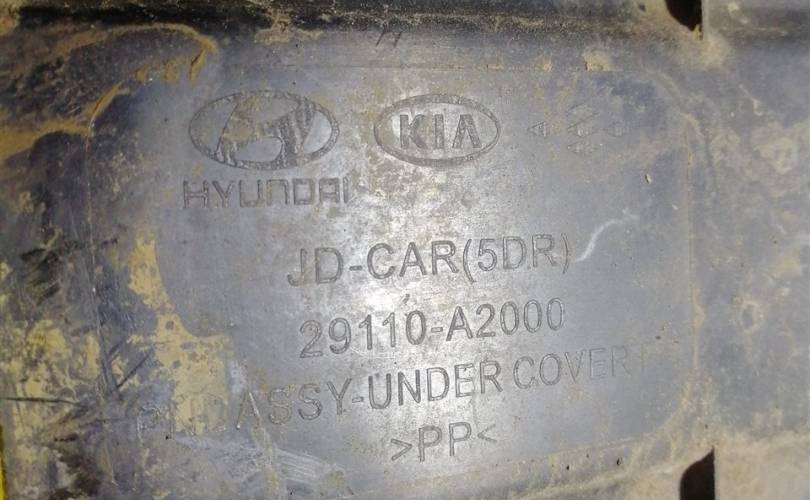 HYUNDAI
KIA
JD-CAR(5DR)
29110-A2000
ASSY-UNDER COVER
>PP<